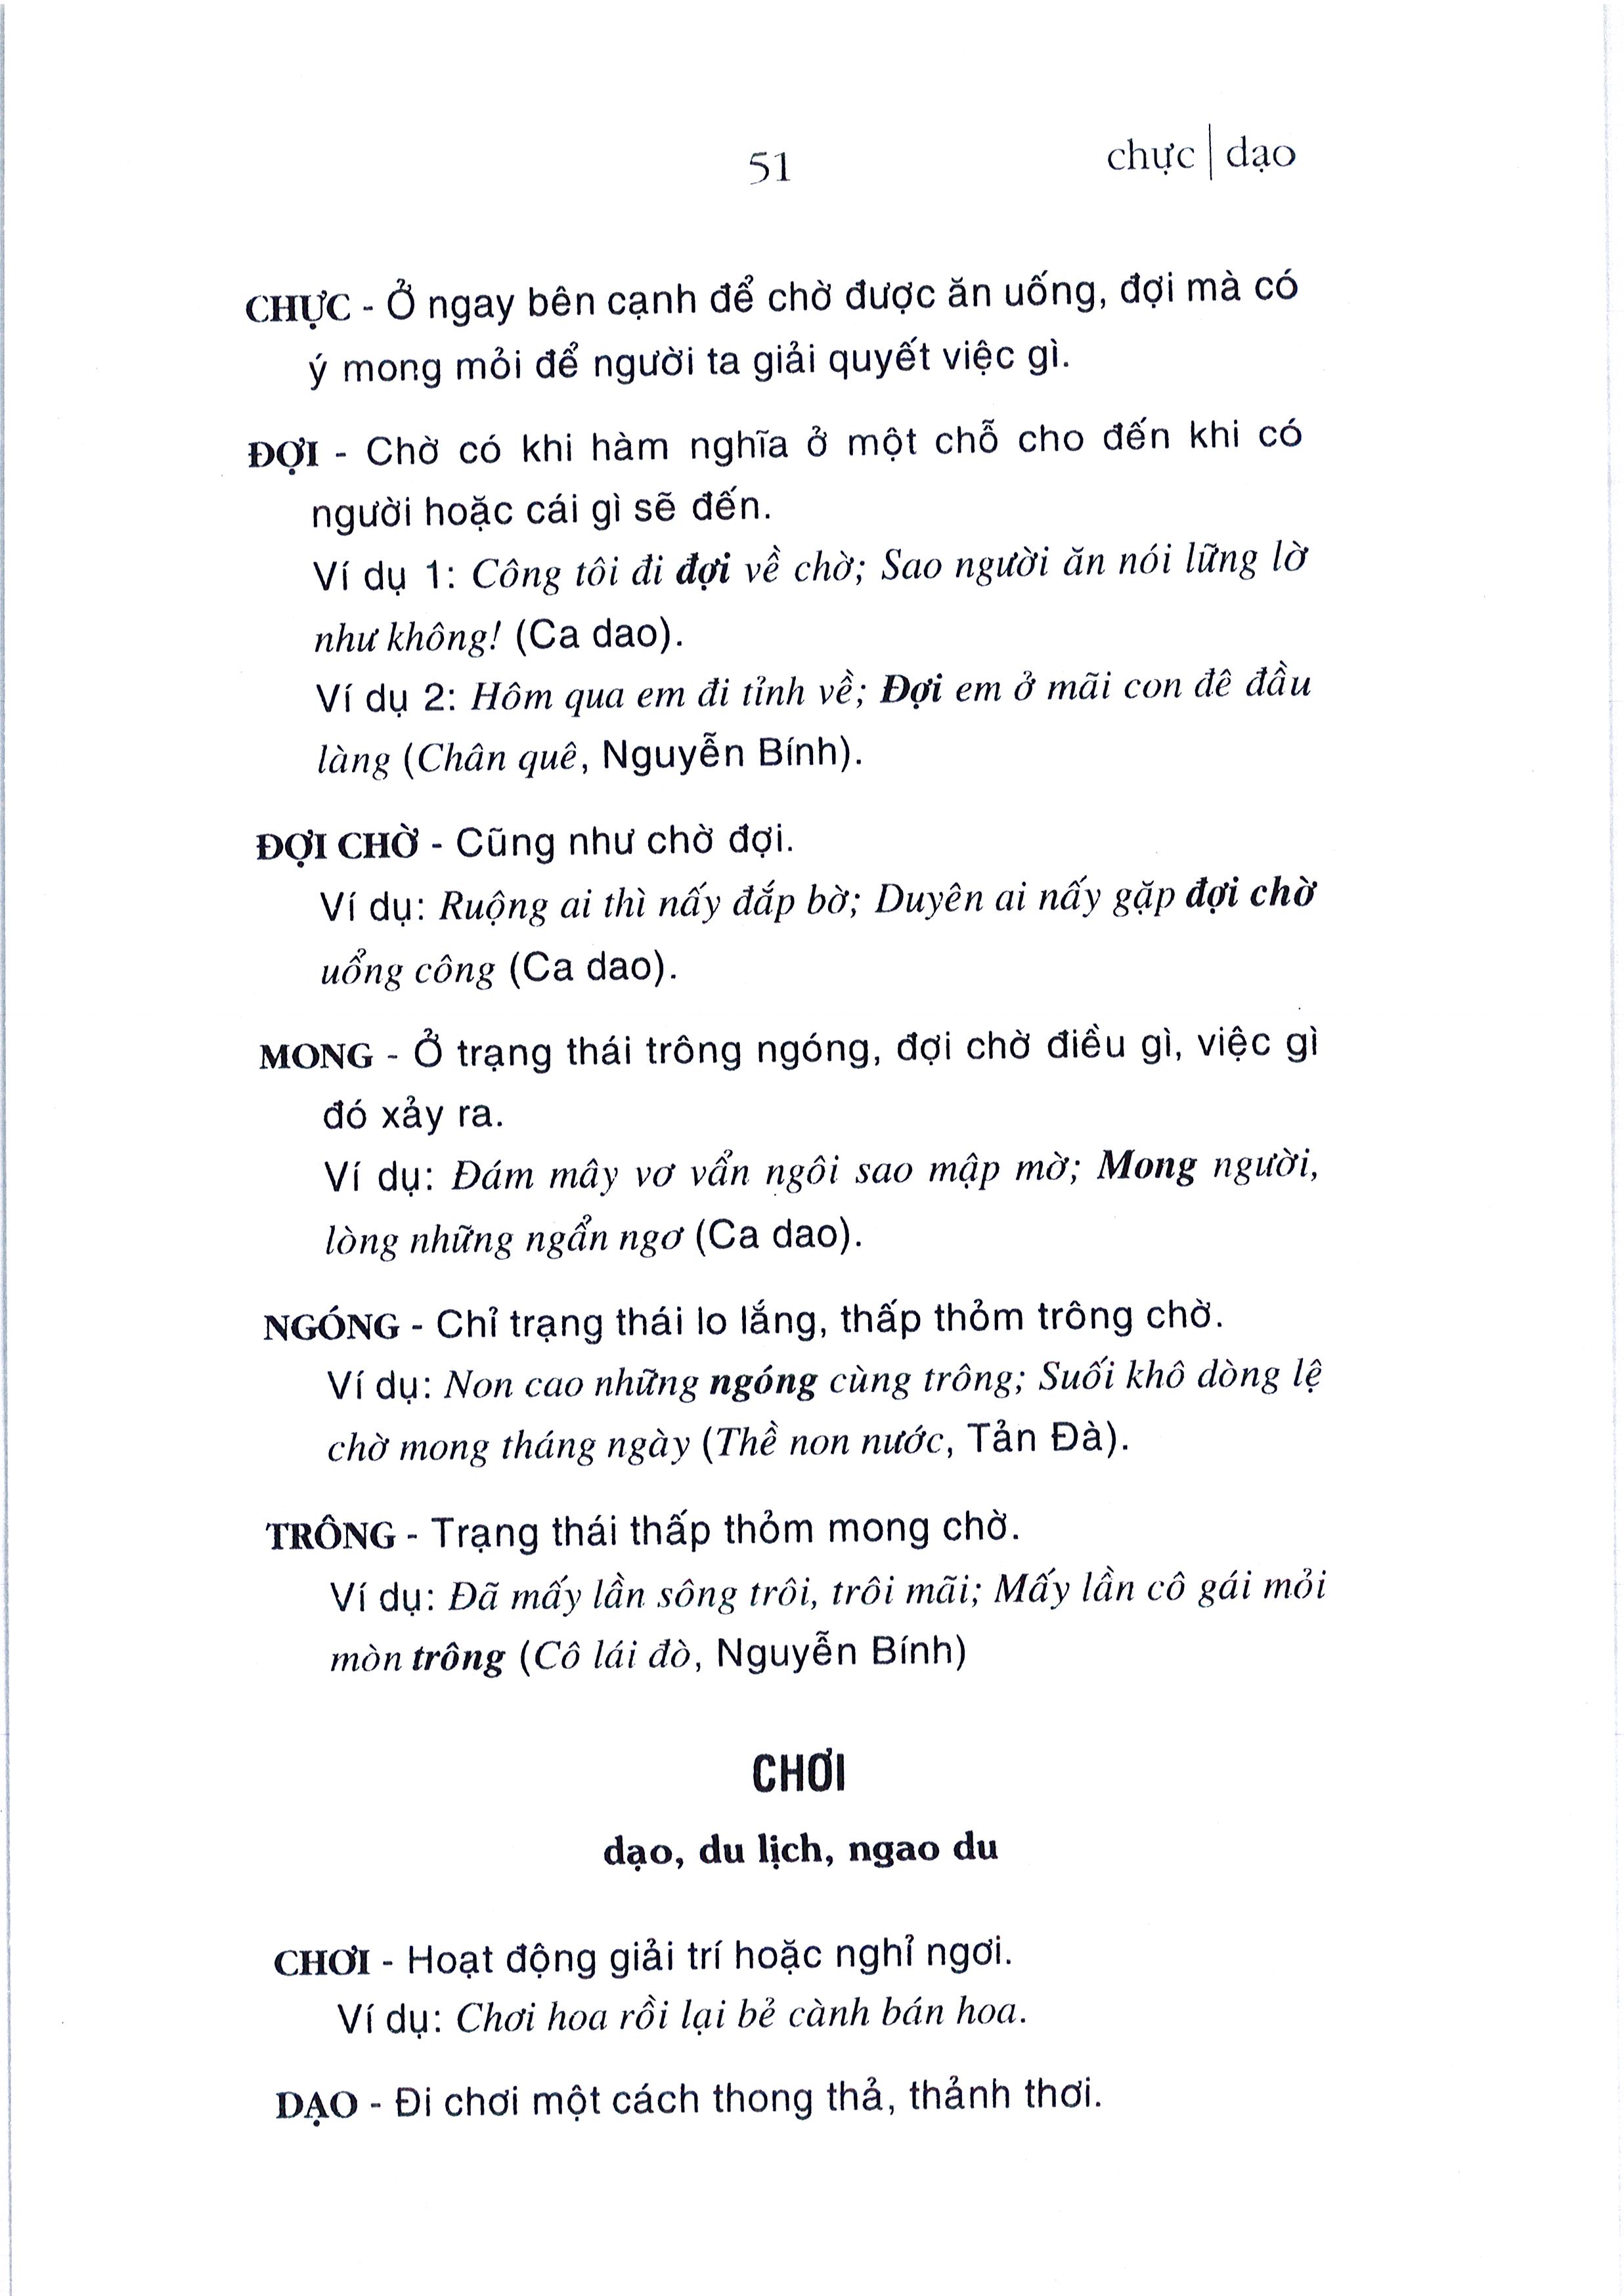 51
chực | dạo
CHỰC - Ở ngay bên cạnh để chờ được ăn uống, đợi mà có
ý mong mỏi để người ta giải quyết việc gì.
ĐỢI - Chờ có khi hàm nghĩa ở một chỗ cho đến khi có
người hoặc cái gì sẽ đến.
Ví dụ 1: Công tôi đi đợi về chờ; Sao người ăn nói lững lờ
như không! (Ca dao).
Ví dụ 2: Hôm qua em đi tỉnh về; Đợi em ở mãi con đê đầu
làng (Chân quê, Nguyễn Bính).
ĐỢI CHỜ - Cũng như chờ đợi.
Ví dụ: Ruộng ai thì nấy đắp bờ; Duyên ai nấy gặp đợi chờ
uổng công (Ca dao).
MONG - Ở trạng thái trông ngóng, đợi chờ điều gì, việc gì
đó xảy ra.
Ví dụ: Đám mây vơ vẩn ngôi sao mập mờ; Mong người,
lòng những ngẩn ngơ (Ca dao).
NGÓNG - Chỉ trạng thái lo lắng, thấp thỏm trông chờ.
Ví dụ: Non cao những ngóng cùng trông; Suối khô dòng lệ
chờ mong tháng ngày (Thề non nước, Tản Đà).
TRÔNG - Trạng thái thấp thỏm mong chờ.
Ví dụ: Đã mấy lần sông trôi, trôi mãi; Mấy lần cô gái mỏi
mòn trông (Cô lái đò, Nguyễn Bính)
CHƠI
dạo, du lịch, ngao du
CHƠI - Hoạt động giải trí hoặc nghỉ ngơi.
Ví dụ: Chơi hoa rồi lại bẻ cành bán hoa.
DẠO - Đi chơi một cách thong thả, thảnh thơi.